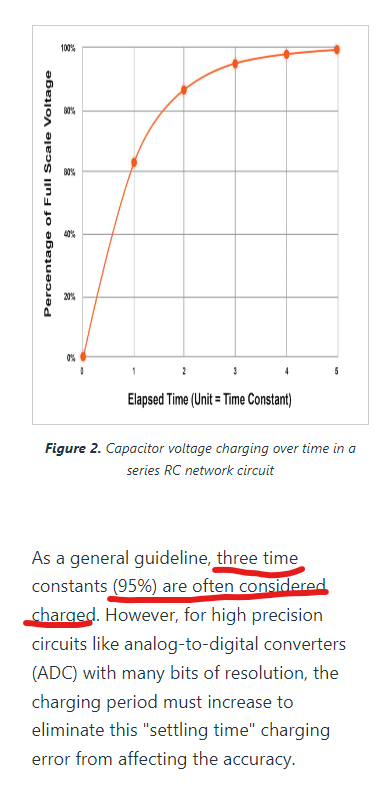 100%
80%
60%
40%
20%
0%
Percentage of Full Scale Voltage
0 1 2 3 4 5
Elapsed Time (Unit = Time Constant)
Figure 2. Capacitor voltage charging over time in a
series RC network circuit
As a general guideline, three time
constants (95%) are often considered
charged. However, for high precision
circuits like analog-to-digital converters
(ADC) with many bits of resolution, the
charging period must increase to
eliminate this "settling time" charging
error from affecting the accuracy.